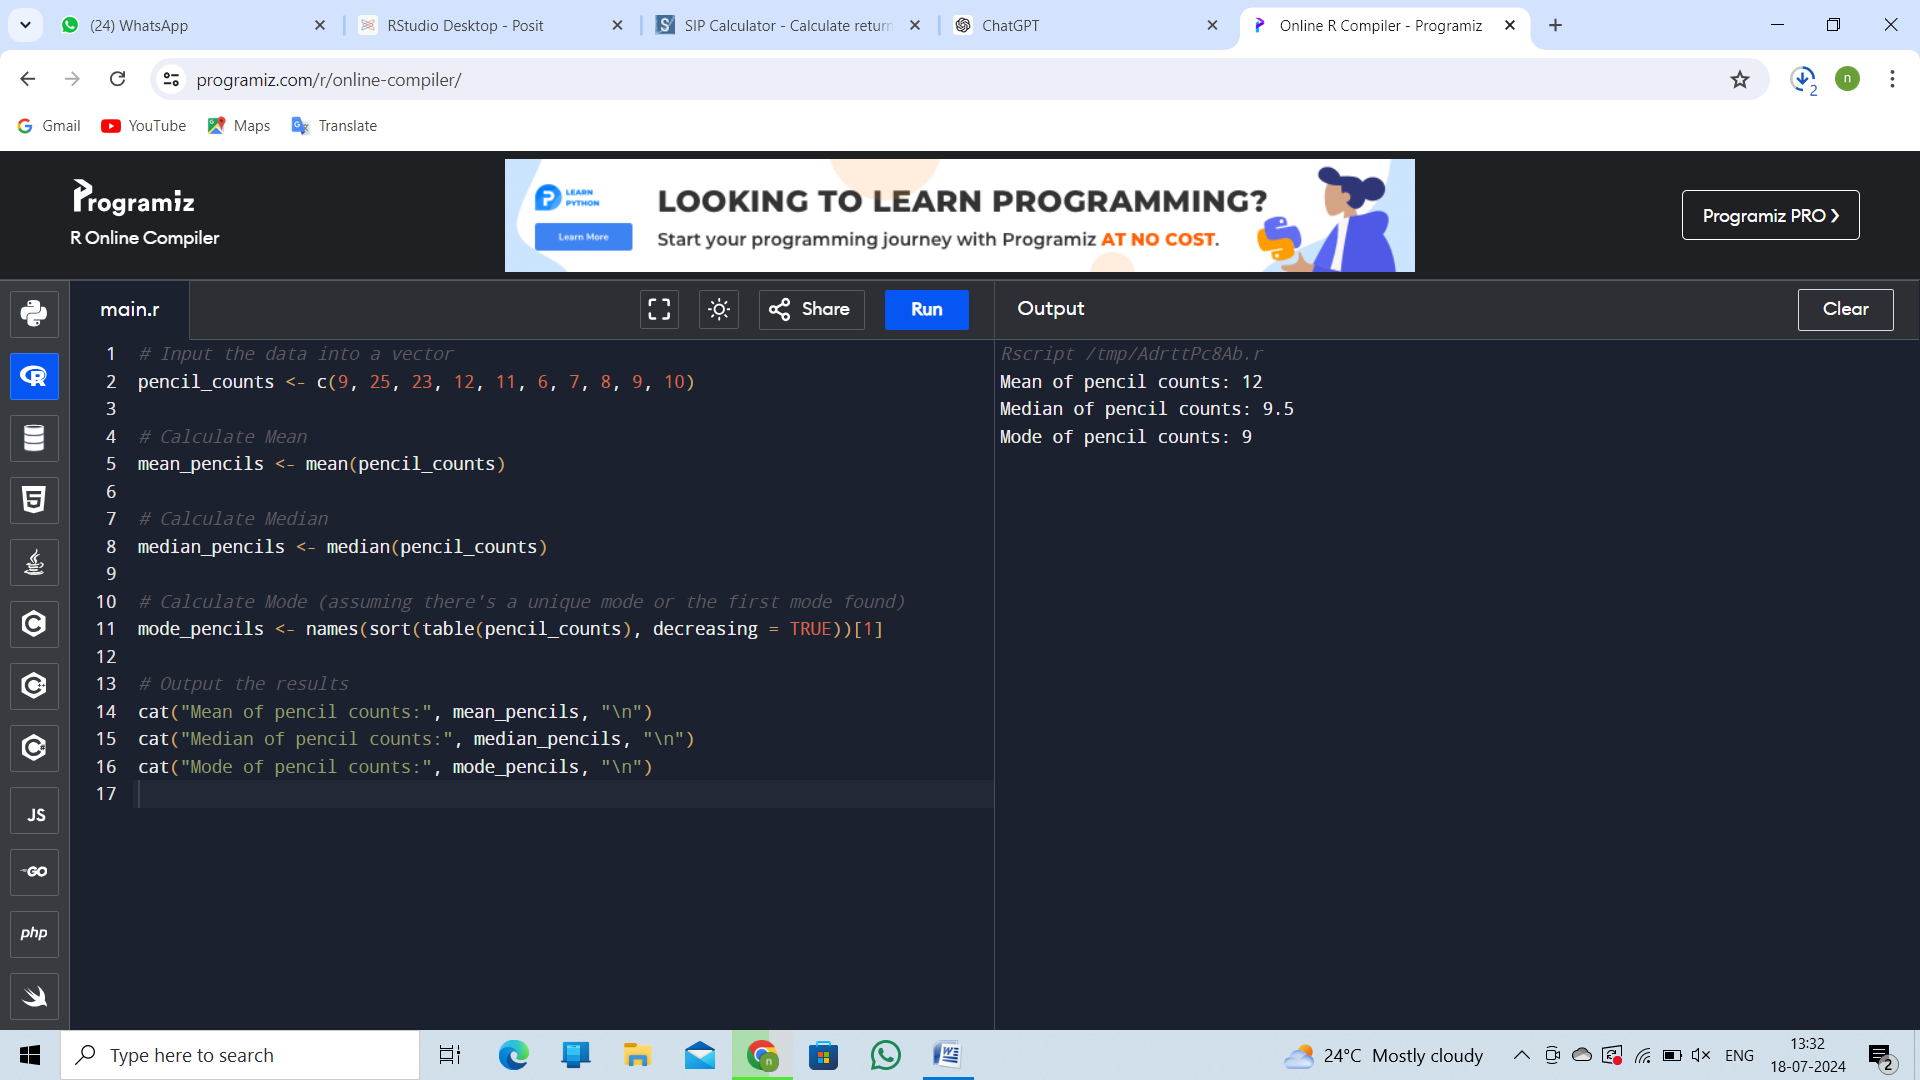 (24) WhatsApp
RStudio Desktop - Posit
SIP Calculator - Calculate return
ChatGPT
Online R Compiler - Programiz
programiz.com/r/online-compiler/
2
n
Gmail
YouTube
Maps
Translate
Programiz
R Online Compiler
LEARN PYTHON
Learn More
LOOKING TO LEARN PROGRAMMING?
Start your programming journey with Programiz AT NO COST.
Programiz PRO ❯
main.r
Share
Run
Output
Clear
1 # Input the data into a vector
2 pencil_counts <- c(9, 25, 23, 12, 11, 6, 7, 8, 9, 10)
3
4 # Calculate Mean
5 mean_pencils <- mean(pencil_counts)
6
7 # Calculate Median
8 median_pencils <- median(pencil_counts)
9
10 # Calculate Mode (assuming there's a unique mode or the first mode found)
11 mode_pencils <- names(sort(table(pencil_counts), decreasing = TRUE))[1]
12
13 # Output the results
14 cat("Mean of pencil counts:", mean_pencils, "\n")
15 cat("Median of pencil counts:", median_pencils, "\n")
16 cat("Mode of pencil counts:", mode_pencils, "\n")
17
Rscript /tmp/AdrttPc8Ab.r
Mean of pencil counts: 12
Median of pencil counts: 9.5
Mode of pencil counts: 9
R
5
C
C
C
JS
GO
php
Type here to search
n
W
24°C Mostly cloudy
ENG
13:32
18-07-2024
2